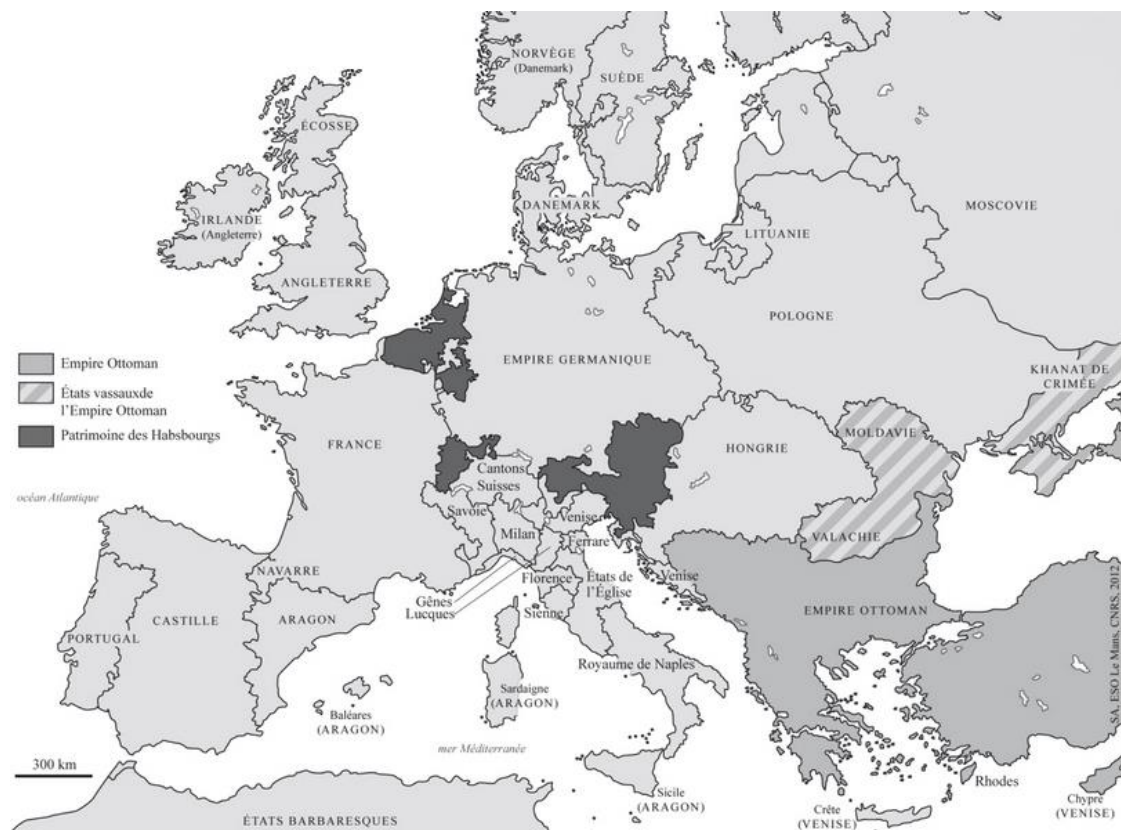 NORVÈGE
(Danemark)
SUÈDE
ÉCOSSE
DANEMARK
MOSCOVIE
IRLANDE
(Angleterre)
LITUANIE
ANGLETERRE
POLOGNE
EMPIRE GERMANIQUE
Empire Ottoman
États vassauxde
l'Empire Ottoman
Patrimoine des Habsbourgs
KHANAT DE
CRIMÉE
FRANCE
MOLDAVIE
HONGRIE
Cantons
Suisses
océan Atlantique
Savoie
Milan
Venise
VALACHIE
Ferrare
NAVARRE
Florence
États de
l'Église
Venise
Gênes
Lucques
Sienne
EMPIRE OTTOMAN
PORTUGAL
CASTILLE
ARAGON
Royaume de Naples
Sardaigne
(ARAGON)
Baléares
(ARAGON)
mer Méditerranée
300 km
Sicile
(ARAGON)
Rhodes
Crête
(VENISE)
Chypre
(VENISE)
ÉTATS BARBARESQUES
SA, ESO Le Mans, CNRS, 2012